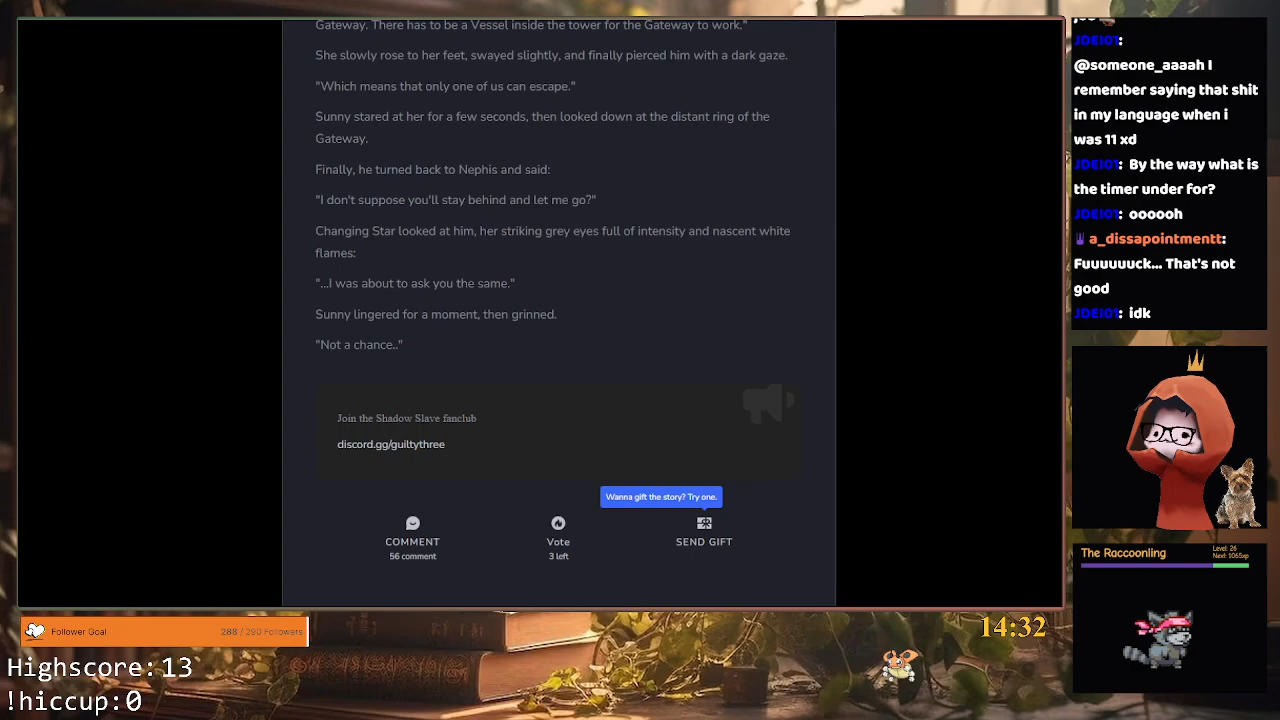 Gateway. There has to be a Vessel inside the tower for the Gateway to work."
She slowly rose to her feet, swayed slightly, and finally pierced him with a dark gaze.
"Which means that only one of us can escape."
Sunny stared at her for a few seconds, then looked down at the distant ring of the
Gateway.
Finally, he turned back to Nephis and said:
"I don't suppose you'll stay behind and let me go?"
Changing Star looked at him, her striking grey eyes full of intensity and nascent white
flames:
"...I was about to ask you the same."
Sunny lingered for a moment, then grinned.
"Not a chance.."
Join the Shadow Slave fanclub
discord.gg/guiltythree
Wanna gift the story? Try one.
COMMENT
56 comment
Vote
3 left
SEND GIFT
JDEI01:
@someone_aaaah I
remember saying that shit
in my language when i
was 11 xd
JDEI01: By the way what is
the timer under for?
JDEI01: oooooh
a_dissapointmentt:
Fuuuuuuck... That's not
good
JDEI01: idk
The Raccoonling
Level: 26
Next: 1065xp
Follower Goal
288 / 290 Followers
14:32
Highscore:13
!hiccup:0